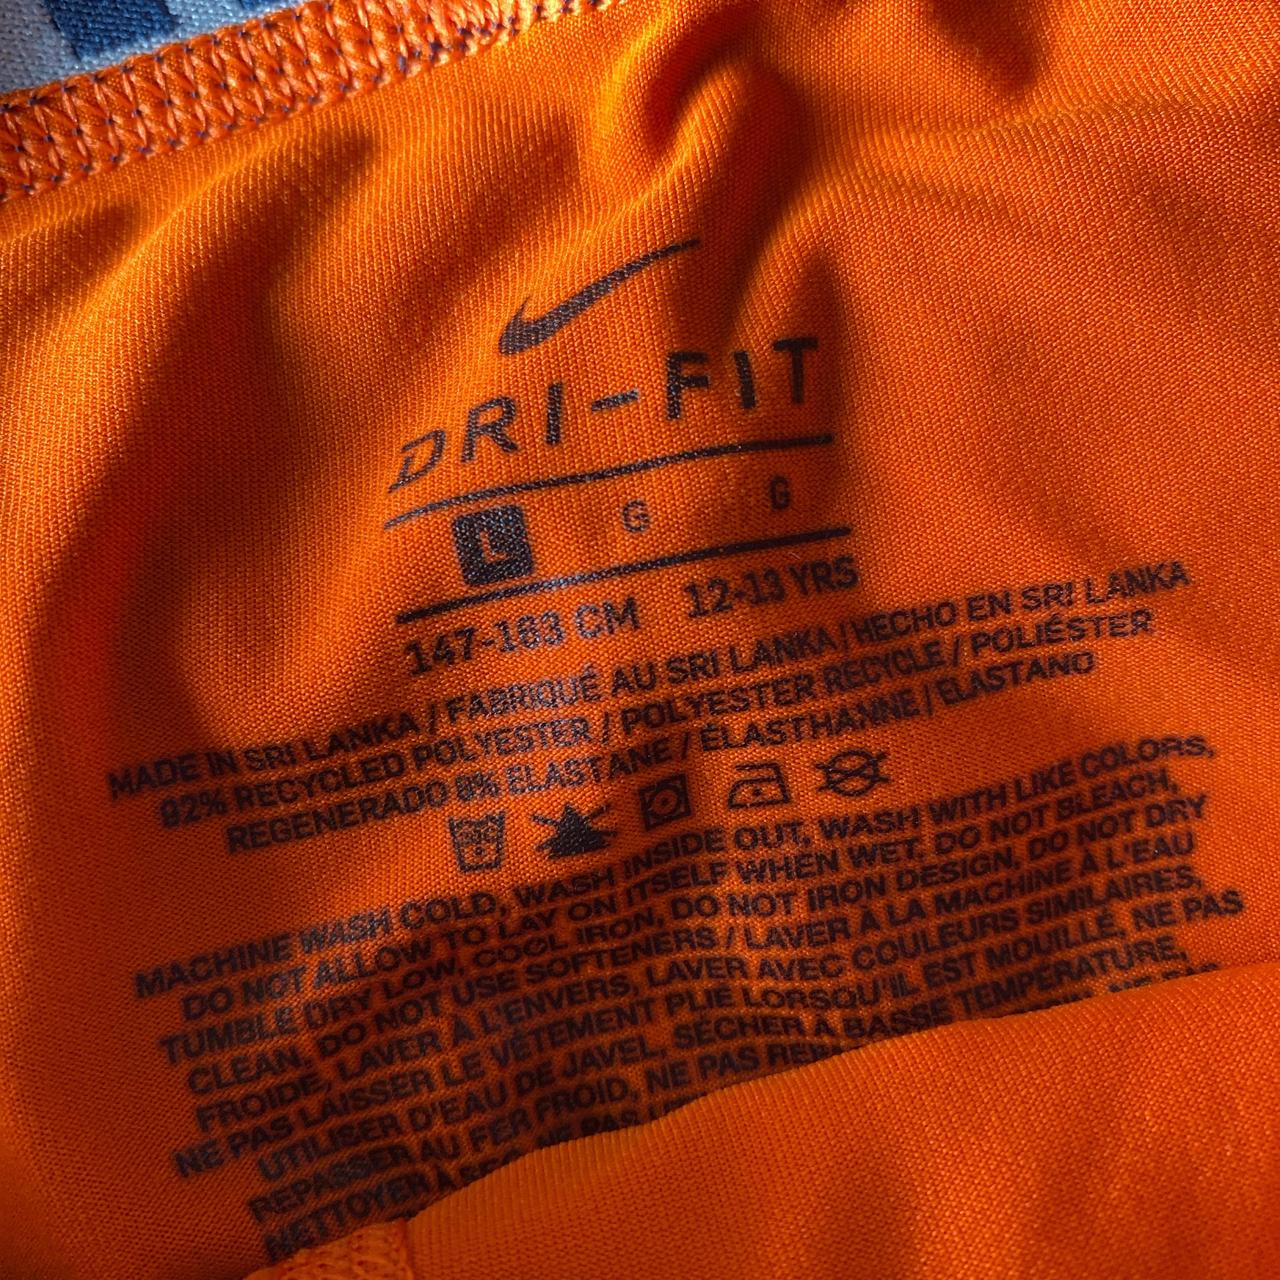 DRI-FIT
L G G
147-163 CM 12-13 YRS
MADE IN SRI LANKA / FABRIQUÉ AU SRI LANKA / HECHO EN SRI LANKA
92% RECYCLED POLYESTER / POLYESTER RECYCLE / POLIÉSTER
REGENERADO 8% ELASTANE / ÉLASTHANNE / ELASTANO
MACHINE WASH COLD, WASH INSIDE OUT, WASH WITH LIKE COLORS,
DO NOT ALLOW TO LAY ON ITSELF WHEN WET, DO NOT BLEACH,
TUMBLE DRY LOW, COOL IRON, DO NOT IRON DESIGN, DO NOT DRY
CLEAN, DO NOT USE SOFTENERS / LAVER À LA MACHINE À L'EAU
FROIDE, LAVER À L'ENVERS, LAVER AVEC COULEURS SIMILAIRES,
NE PAS LAISSER LE VÊTEMENT PLIÉ LORSQU'IL EST MOUILLÉ, NE PAS
UTILISER D'EAU DE JAVEL, SÉCHER À BASSE TEMPERATURE,
REPASSER AU FER FROID, NE PAS
NETTOYER À